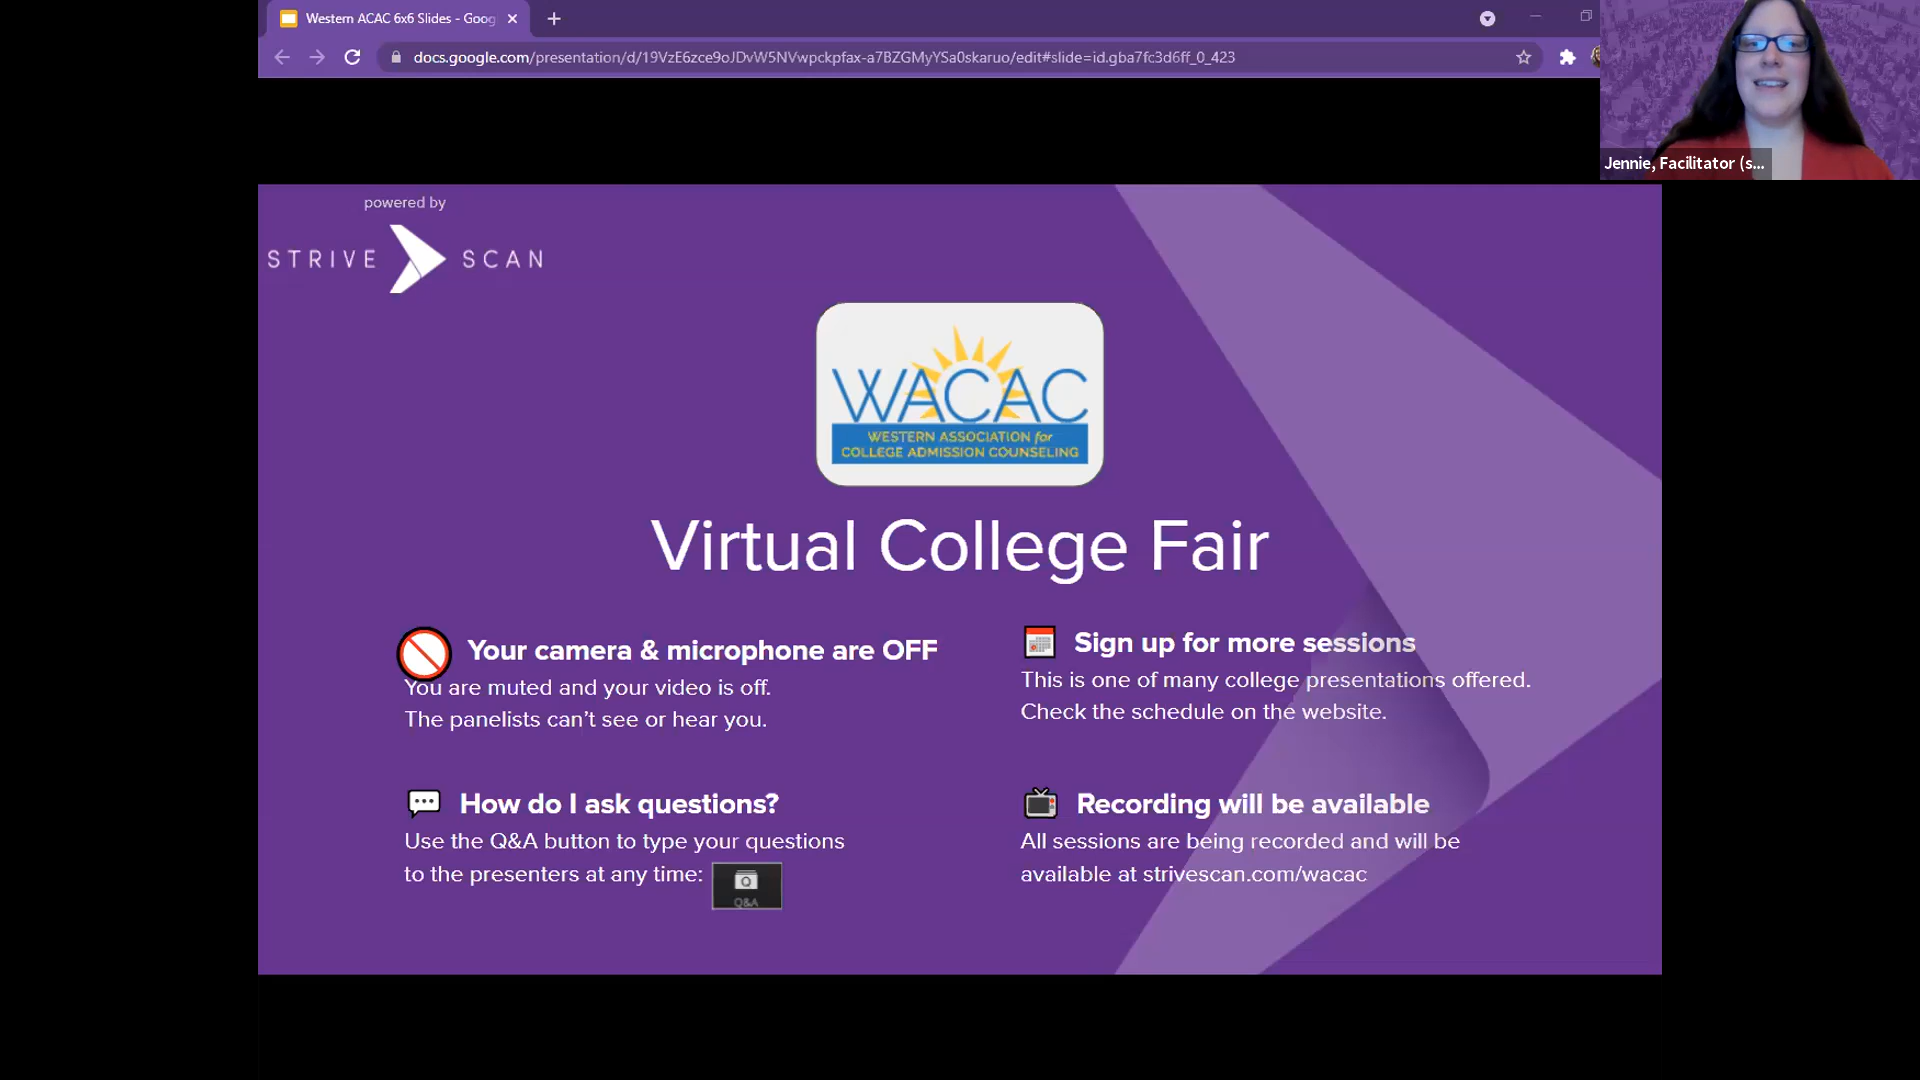 Western ACAC 6x6 Slides - Goog
docs.google.com/presentation/d/19VzE6zce9oJDvW5NVwpckpfax-a7BZGMyYSa0skaruo/edit#slide=id.gba7fc3d6ff_0_423
Jennie, Facilitator (s...
powered by
STRIVE SCAN
WACAC
WESTERN ASSOCIATION for
COLLEGE ADMISSION COUNSELING
Virtual College Fair
Your camera & microphone are OFF
You are muted and your video is off.
The panelists can’t see or hear you.
Sign up for more sessions
This is one of many college presentations offered.
Check the schedule on the website.
How do I ask questions?
Use the Q&A button to type your questions
to the presenters at any time:
Q
Q&A
Recording will be available
All sessions are being recorded and will be
available at strivescan.com/wacac